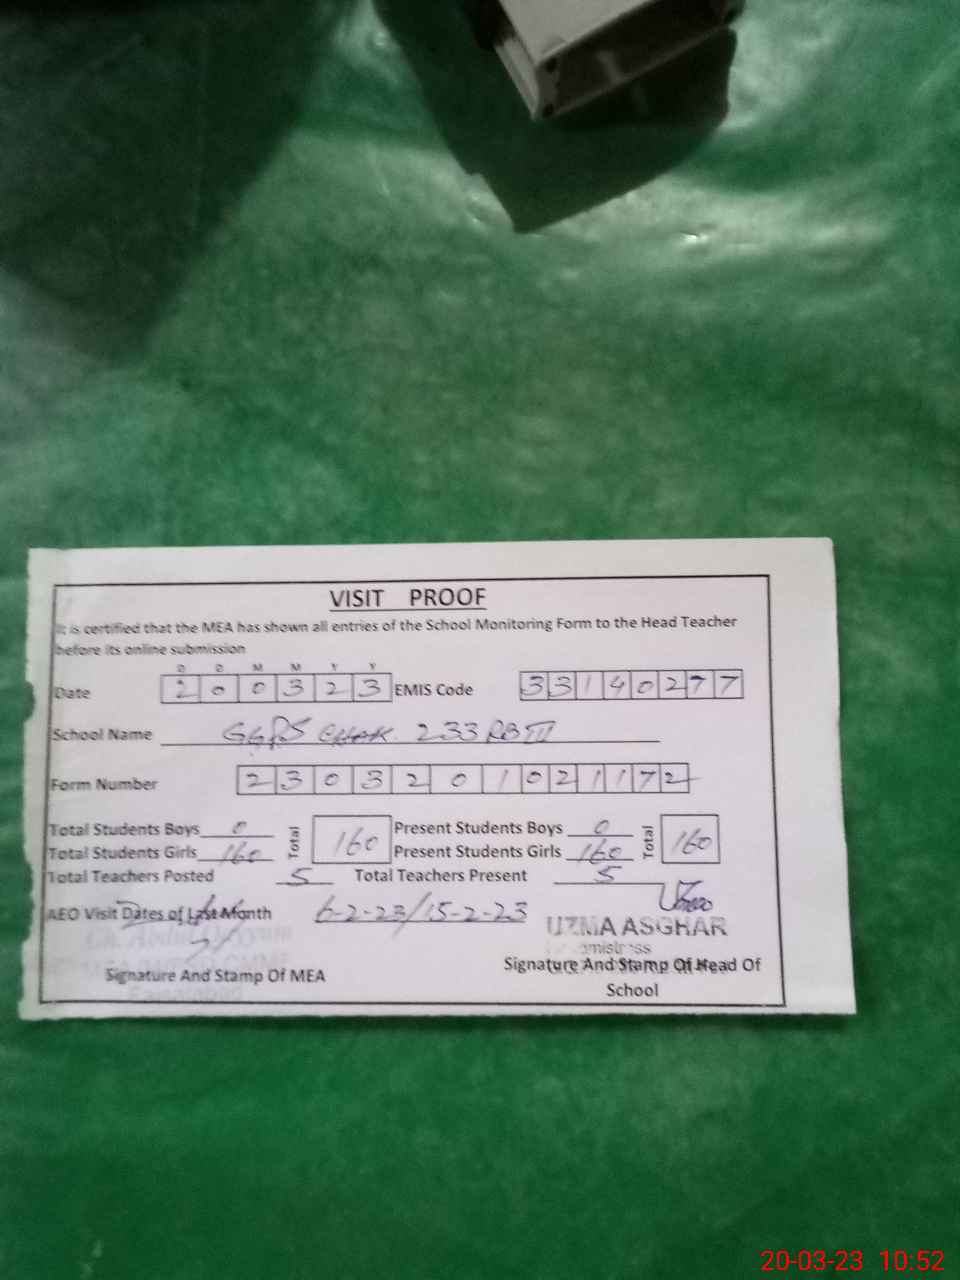 VISIT PROOF
It is certified that the MEA has shown all entries of the School Monitoring Form to the Head Teacher
before its online submission
D D M M Y Y
Date 2 0 0 3 2 3 EMIS Code 3 3 1 4 0 2 7 7
School Name GGPS CHAK. 233 RB III
Form Number 2 3 0 3 2 0 1 0 2 1 1 7 2
Total Students Boys 0 Total 160 Present Students Boys 0 Total 160
Total Students Girls 160 Present Students Girls 160
Total Teachers Posted 5 Total Teachers Present 5
AEO Visit Dates of Last Month 6-2-23/15-2-23
UZMA ASGHAR
Signature And Stamp Of MEA Signature And Stamp Of Head Of
School
20-03-23 10:52